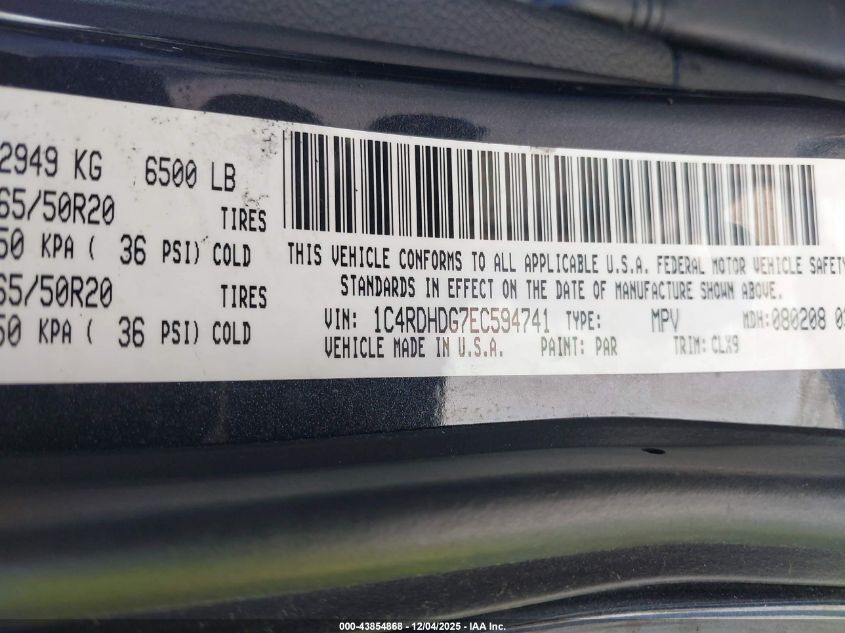 2949 KG 6500 LB
65/50R20 TIRES
50 KPA ( 36 PSI) COLD
65/50R20 TIRES
50 KPA ( 36 PSI) COLD
THIS VEHICLE CONFORMS TO ALL APPLICABLE U.S.A. FEDERAL MOTOR VEHICLE SAFETY
STANDARDS IN EFFECT ON THE DATE OF MANUFACTURE SHOWN ABOVE.
VIN: 1C4RDHDG7EC594741 TYPE: MPV MDH:080208
VEHICLE MADE IN U.S.A. PAINT: PAR TRIM: CLX9
000-43854868 - 12/04/2025 - IAA Inc.